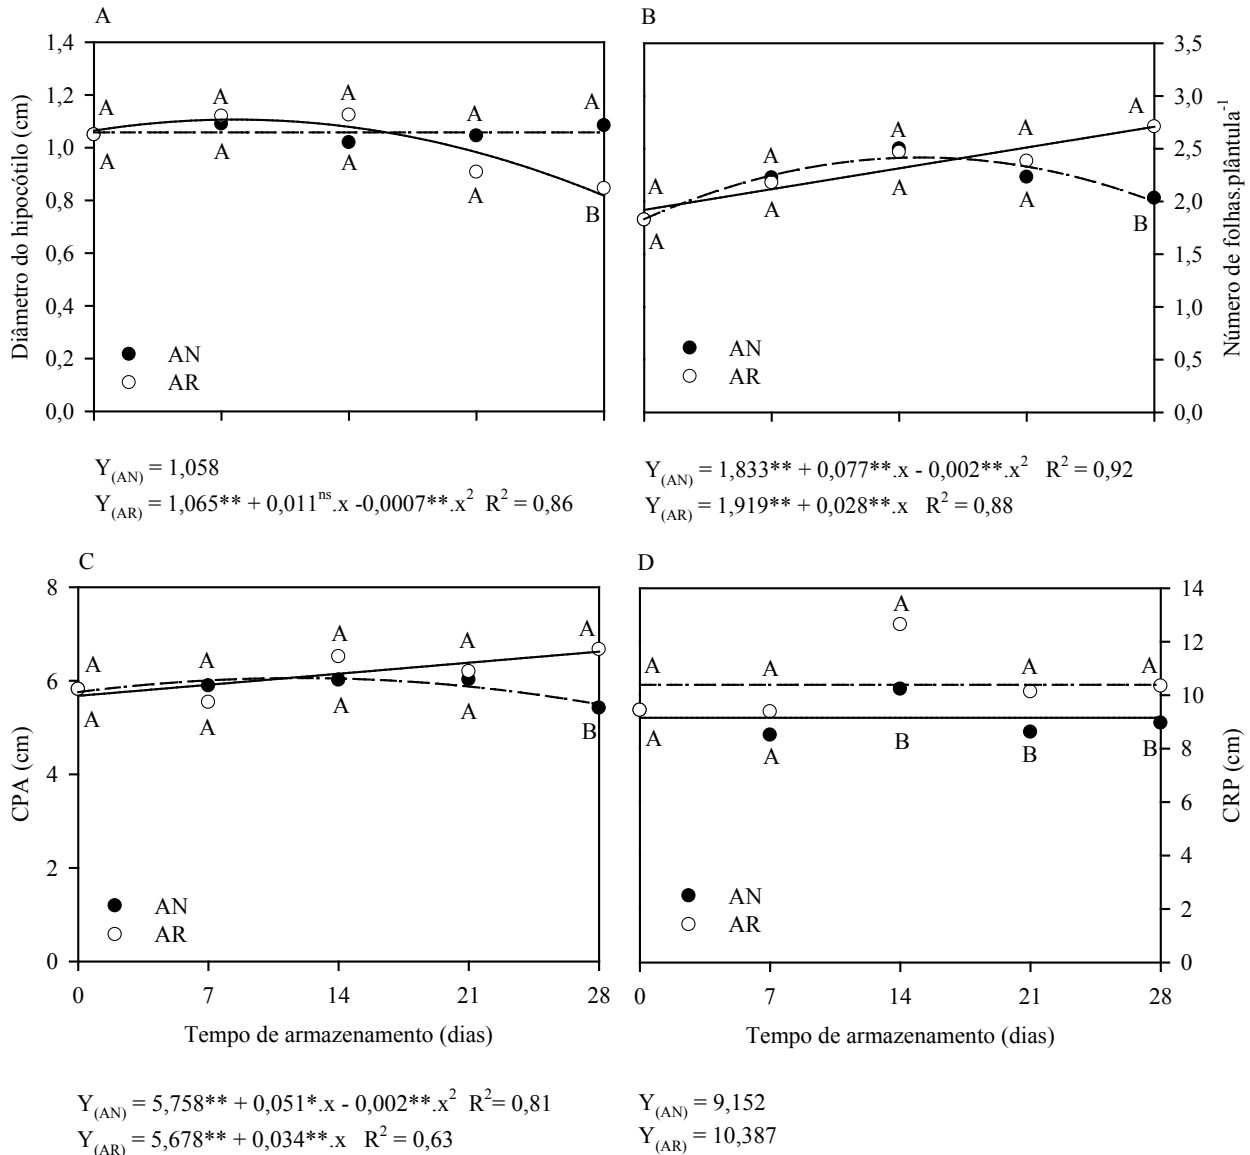 A
B
1,4
1,2
1,0
0,8
0,6
0,4
0,2
0,0
Diâmetro do hipocótilo (cm)
A A A A A
A A A A B
AN
AR
3,5
3,0
2,5
2,0
1,5
1,0
0,5
0,0
Número de folhas.plântula⁻¹
A A A A A
A A A A B
AN
AR
Y(AN) = 1,058
Y(AR) = 1,065** + 0,011ⁿˢ.x -0,0007**.x² R² = 0,86
Y(AN) = 1,833** + 0,077**.x - 0,002**.x² R² = 0,92
Y(AR) = 1,919** + 0,028**.x R² = 0,88
C
D
8
6
4
2
0
CPA (cm)
A A A A A
A A A A B
AN
AR
0 7 14 21 28
Tempo de armazenamento (dias)
14
12
10
8
6
4
2
0
CRP (cm)
A A A A A
A A B B B
AN
AR
0 7 14 21 28
Tempo de armazenamento (dias)
Y(AN) = 5,758** + 0,051*.x - 0,002**.x² R²= 0,81
Y(AR) = 5,678** + 0,034**.x R² = 0,63
Y(AN) = 9,152
Y(AR) = 10,387